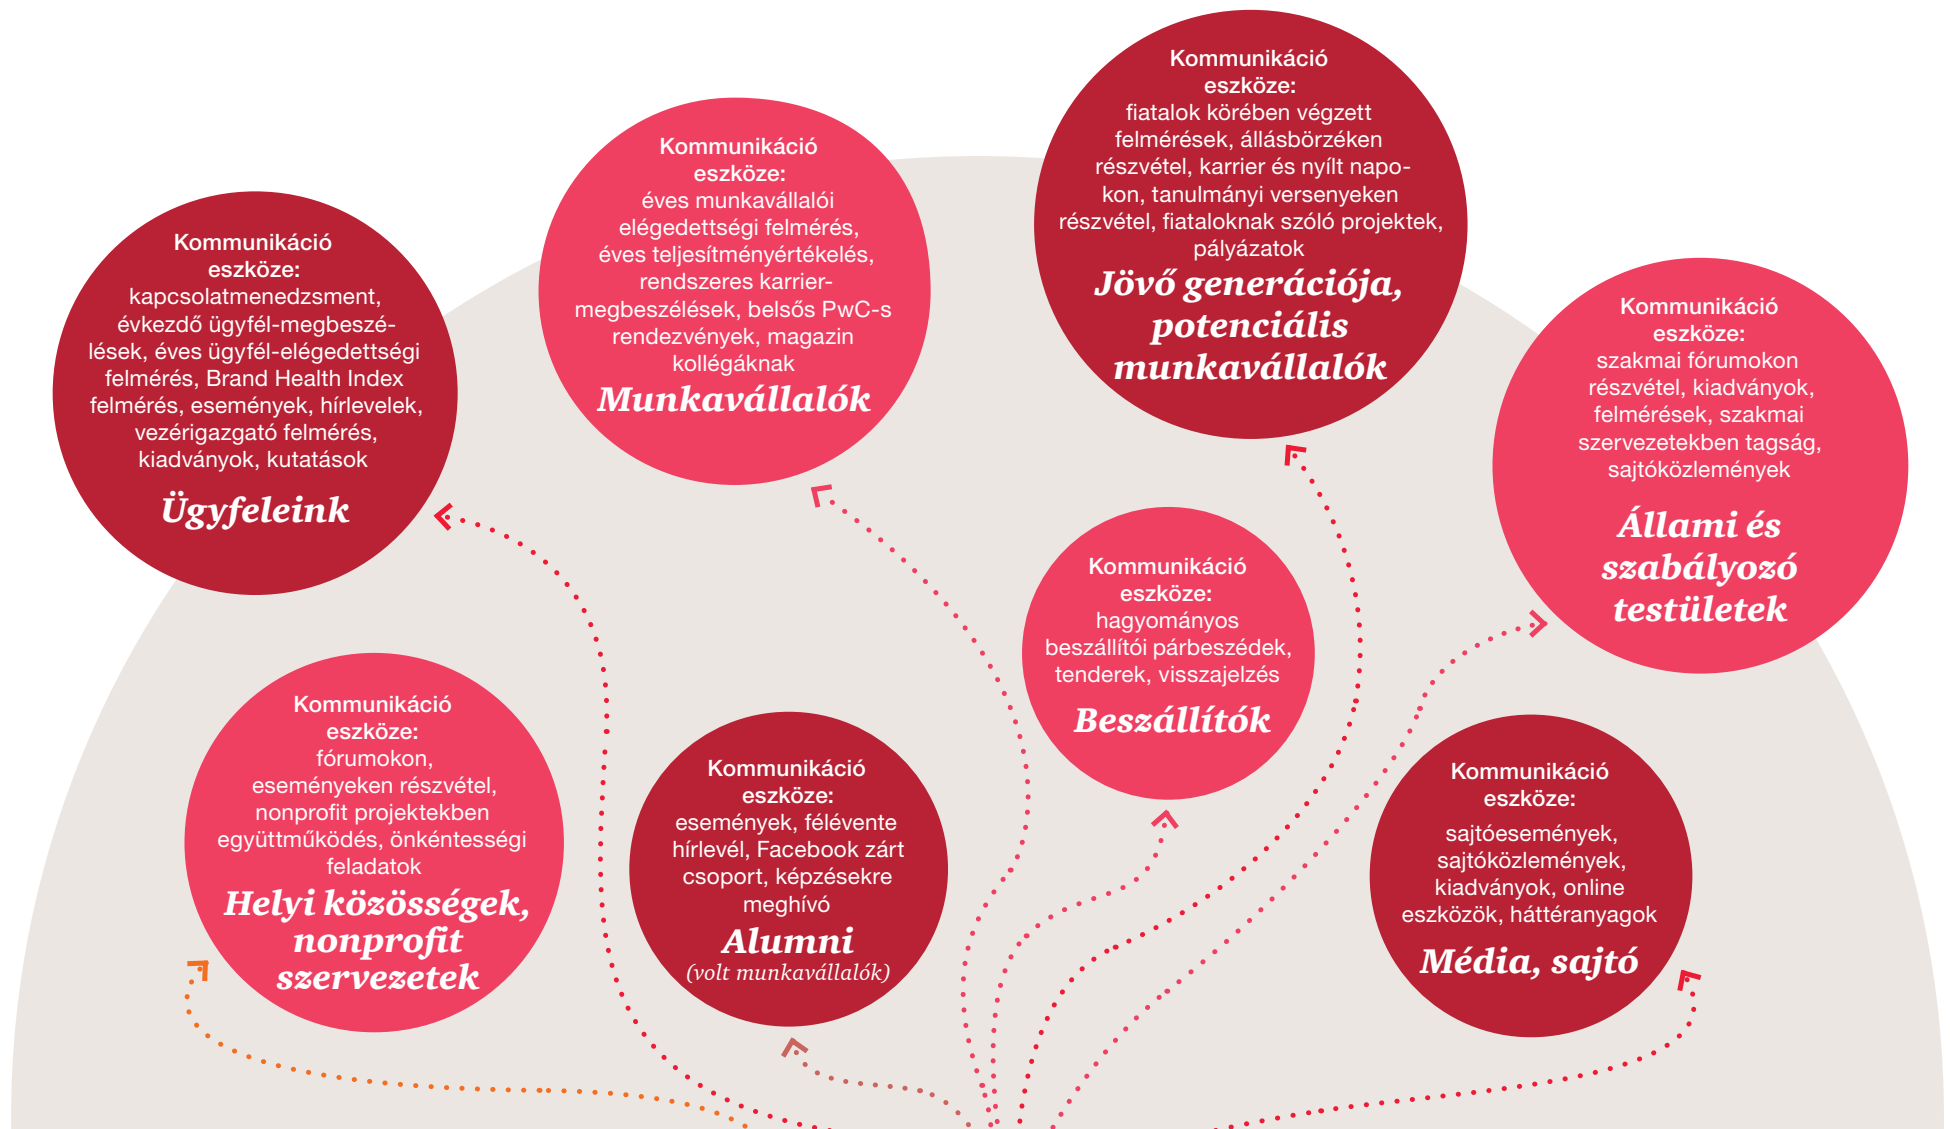 Kommunikáció
eszköze:
kapcsolatmenedzsment,
évkezdő ügyfél-megbeszé-
lések, éves ügyfél-elégedettségi
felmérés, Brand Health Index
felmérés, események, hírlevelek,
vezérigazgató felmérés,
kiadványok, kutatások
Ügyfeleink
Kommunikáció
eszköze:
éves munkavállalói
elégedettségi felmérés,
éves teljesítményértékelés,
rendszeres karrier-
megbeszélések, belsős PwC-s
rendezvények, magazin
kollégáknak
Munkavállalók
Kommunikáció
eszköze:
fiatalok körében végzett
felmérések, állásbörzéken
részvétel, karrier és nyílt napo-
kon, tanulmányi versenyeken
részvétel, fiataloknak szóló projektek,
pályázatok
Jövő generációja,
potenciális
munkavállalók
Kommunikáció
eszköze:
szakmai fórumokon
részvétel, kiadványok,
felmérések, szakmai
szervezetekben tagság,
sajtóközlemények
Állami és
szabályozó
testületek
Kommunikáció
eszköze:
fórumokon,
eseményeken részvétel,
nonprofit projektekben
együttműködés, önkéntességi
feladatok
Helyi közösségek,
nonprofit
szervezetek
Kommunikáció
eszköze:
események, félévente
hírlevél, Facebook zárt
csoport, képzésekre
meghívó
Alumni
(volt munkavállalók)
Kommunikáció
eszköze:
hagyományos
beszállítói párbeszédek,
tenderek, visszajelzés
Beszállítók
Kommunikáció
eszköze:
sajtóesemények,
sajtóközlemények,
kiadványok, online
eszközök, háttéranyagok
Média, sajtó